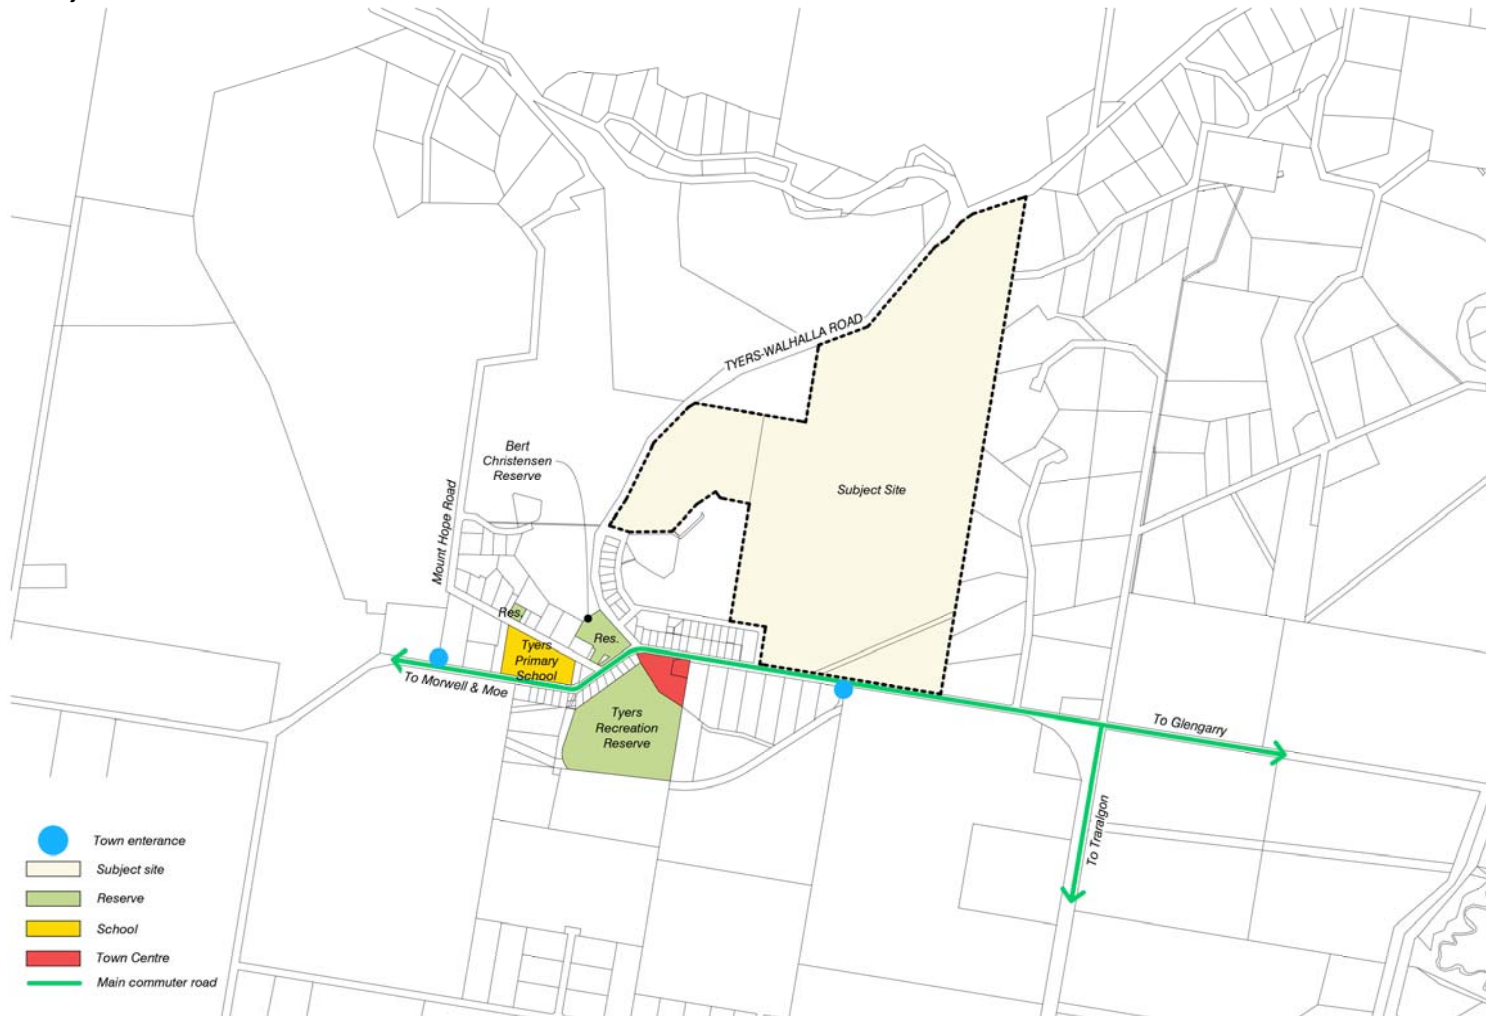 TYERS-WALHALLA ROAD
Bert
Christensen
Reserve
Subject Site
Mount Hope Road
Res.
Res.
Tyers
Primary
School
To Morwell & Moe
Tyers
Recreation
Reserve
To Glengarry
To Traralgon
Town enterance
Subject site
Reserve
School
Town Centre
Main commuter road